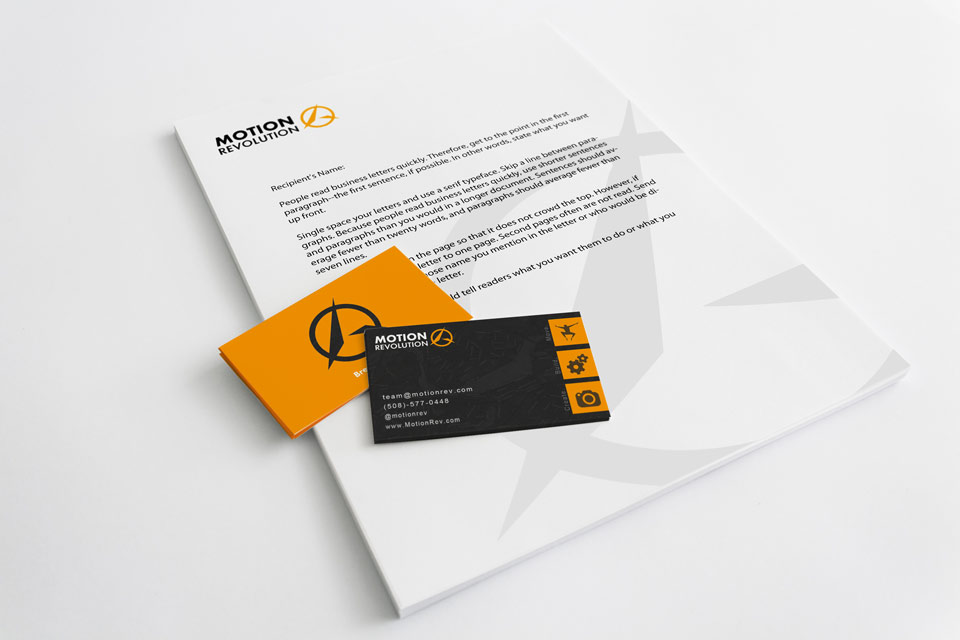 MOTION
REVOLUTION
Recipient's Name:
People read business letters quickly. Therefore, get to the point in the first
paragraph--the first sentence, if possible. In other words, state what you want
up front.
Single space your letters and use a serif typeface. Skip a line between para-
graphs. Because people read business letters quickly, use shorter sentences
and paragraphs than you would in a longer document. Sentences should av-
erage fewer than twenty words, and paragraphs should average fewer than
seven lines.
the page so that it does not crowd the top. However, if
letter to one page. Second pages often are not read. Send
name you mention in the letter or who would be di-
letter.
tell readers what you want them to do or what you
MOTION
REVOLUTION
team@motionrev.com
(508)-577-0448
@motionrev
www.MotionRev.com
Build
Create